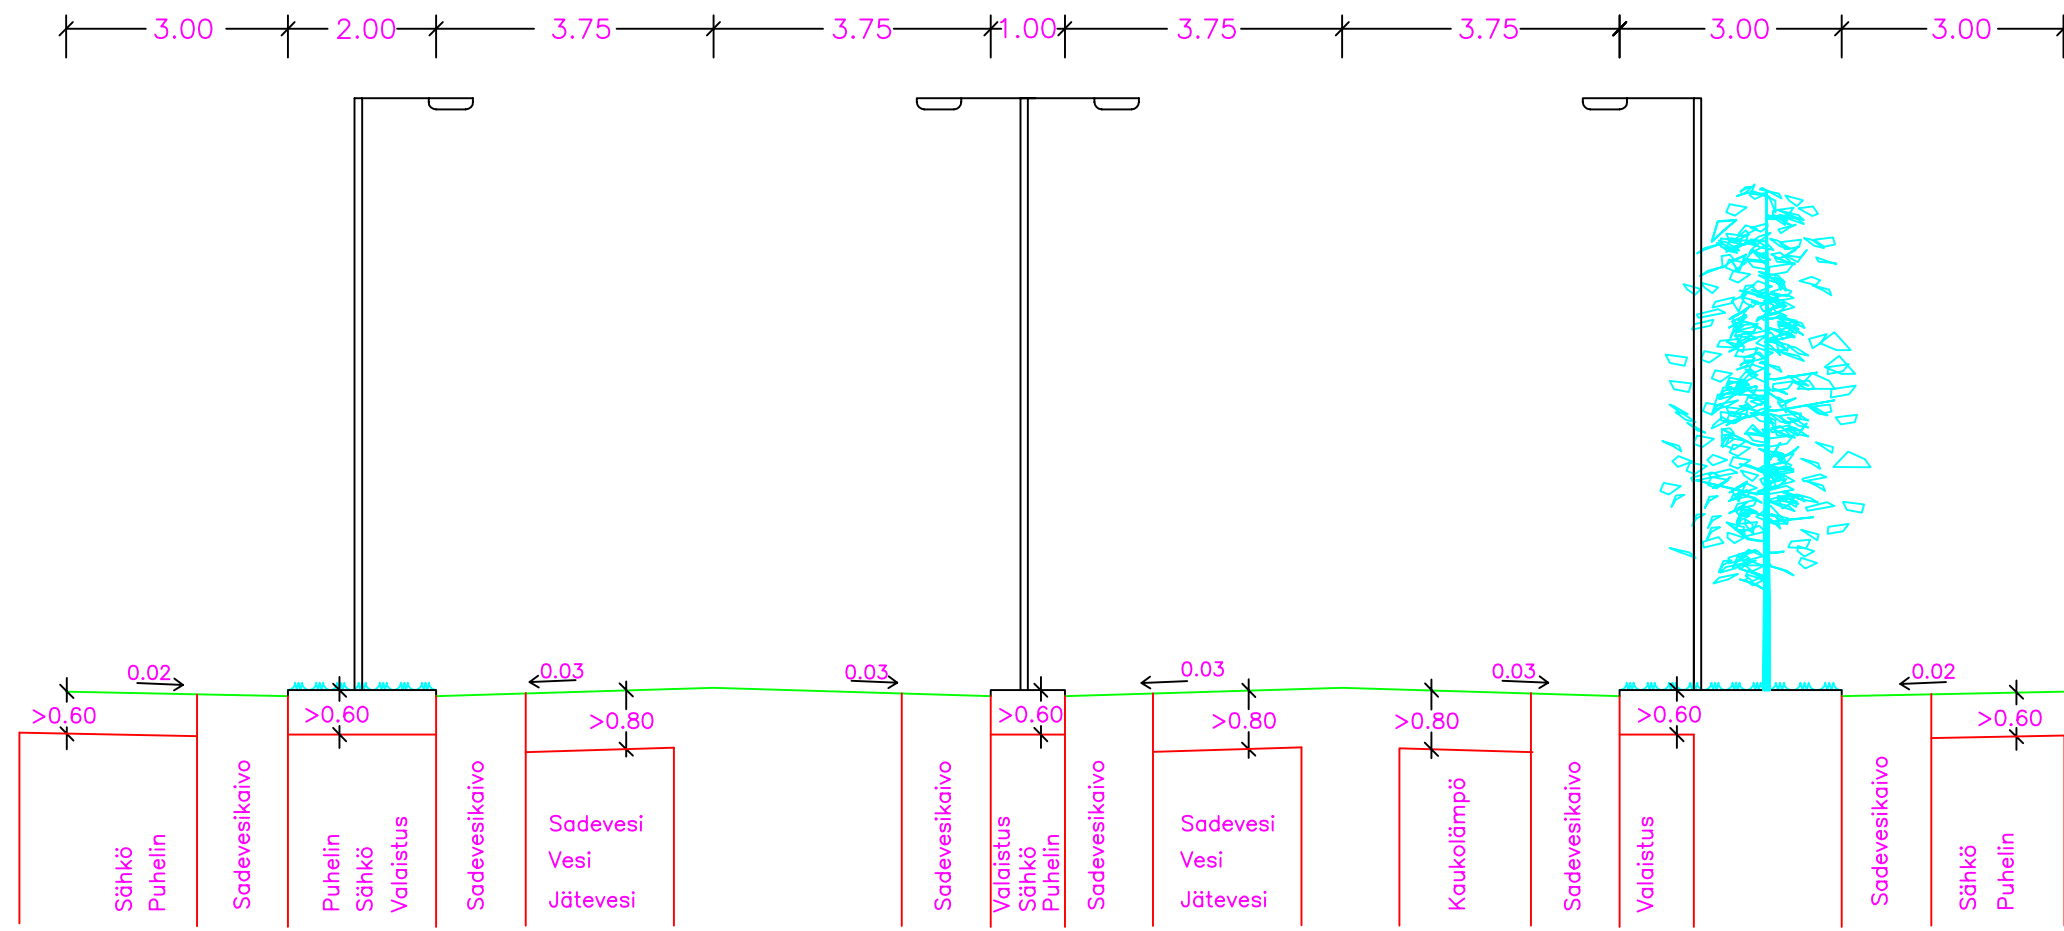 3.00 2.00 3.75 3.75 1.00 3.75 3.75 3.00 3.00
0.02 0.03 0.03 0.03 0.03 0.02
>0.60 >0.60 >0.80 >0.60 >0.80 >0.80 >0.60 >0.60
Sähkö
Puhelin
Sadevesikaivo
Puhelin
Sähkö
Valaistus
Sadevesikaivo
Sadevesi
Vesi
Jätevesi
Sadevesikaivo
Valaistus
Sähkö
Puhelin
Sadevesikaivo
Sadevesi
Vesi
Jätevesi
Kaukolämpö
Sadevesikaivo
Valaistus
Sadevesikaivo
Sähkö
Puhelin